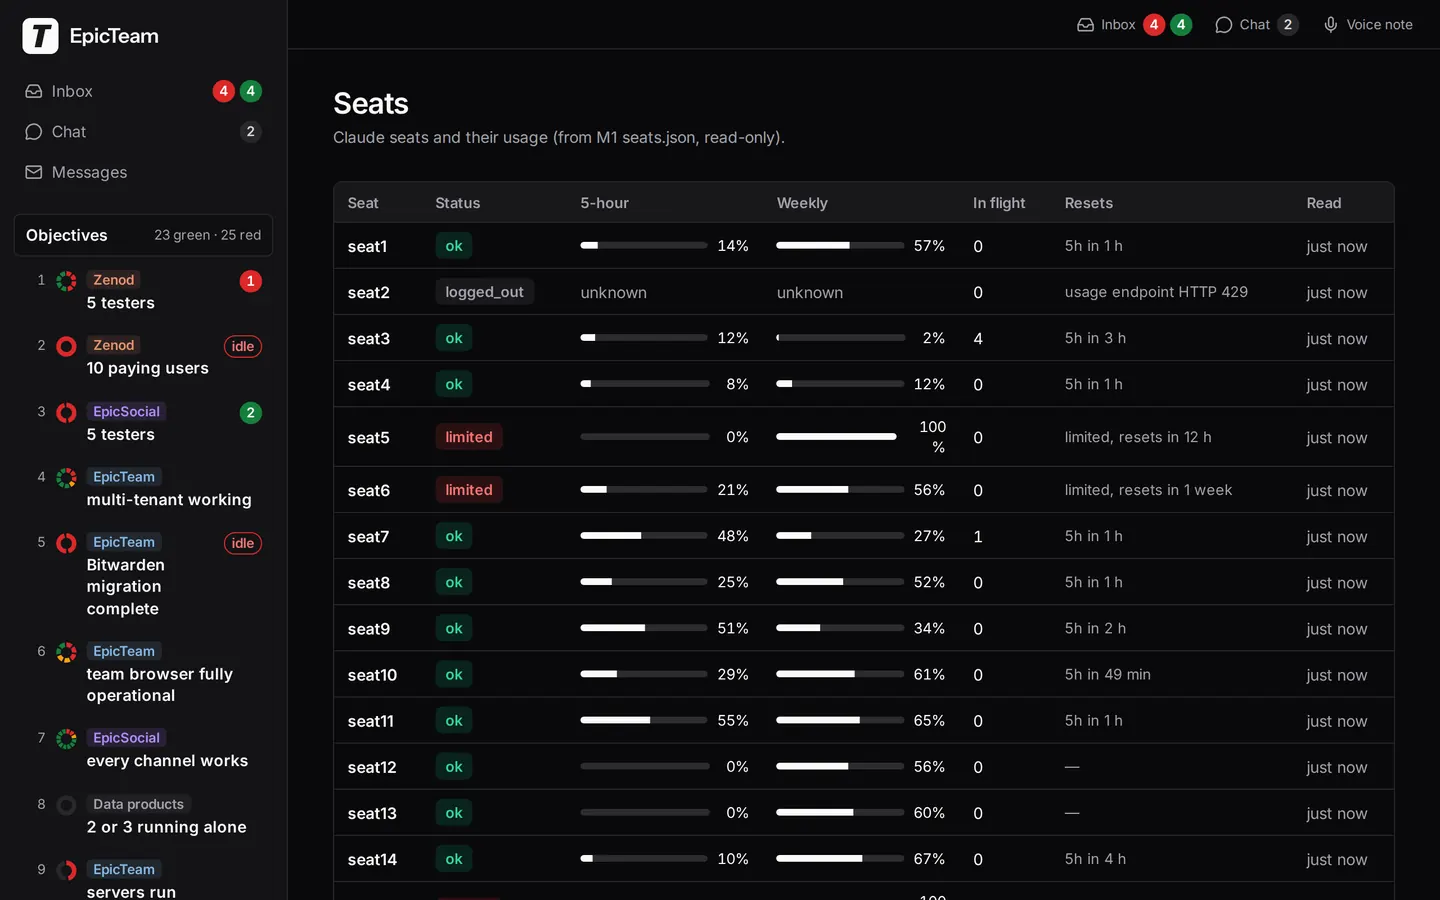 EpicTeam
Inbox 4 4
Chat 2
Messages
Objectives 23 green · 25 red
1 Zenod 1
5 testers
2 Zenod idle
10 paying users
3 EpicSocial 2
5 testers
4 EpicTeam
multi-tenant working
5 EpicTeam idle
Bitwarden
migration
complete
6 EpicTeam
team browser fully
operational
7 EpicSocial
every channel works
8 Data products
2 or 3 running alone
9 EpicTeam
servers run
Inbox 4 4 Chat 2 Voice note
Seats
Claude seats and their usage (from M1 seats.json, read-only).
Seat Status 5-hour Weekly In flight Resets Read
seat1 ok 14% 57% 0 5h in 1 h just now
seat2 logged_out unknown unknown 0 usage endpoint HTTP 429 just now
seat3 ok 12% 2% 4 5h in 3 h just now
seat4 ok 8% 12% 0 5h in 1 h just now
seat5 limited 0% 100 % 0 limited, resets in 12 h just now
seat6 limited 21% 56% 0 limited, resets in 1 week just now
seat7 ok 48% 27% 1 5h in 1 h just now
seat8 ok 25% 52% 0 5h in 1 h just now
seat9 ok 51% 34% 0 5h in 2 h just now
seat10 ok 29% 61% 0 5h in 49 min just now
seat11 ok 55% 65% 0 5h in 1 h just now
seat12 ok 0% 56% 0 — just now
seat13 ok 0% 60% 0 — just now
seat14 ok 10% 67% 0 5h in 4 h just now